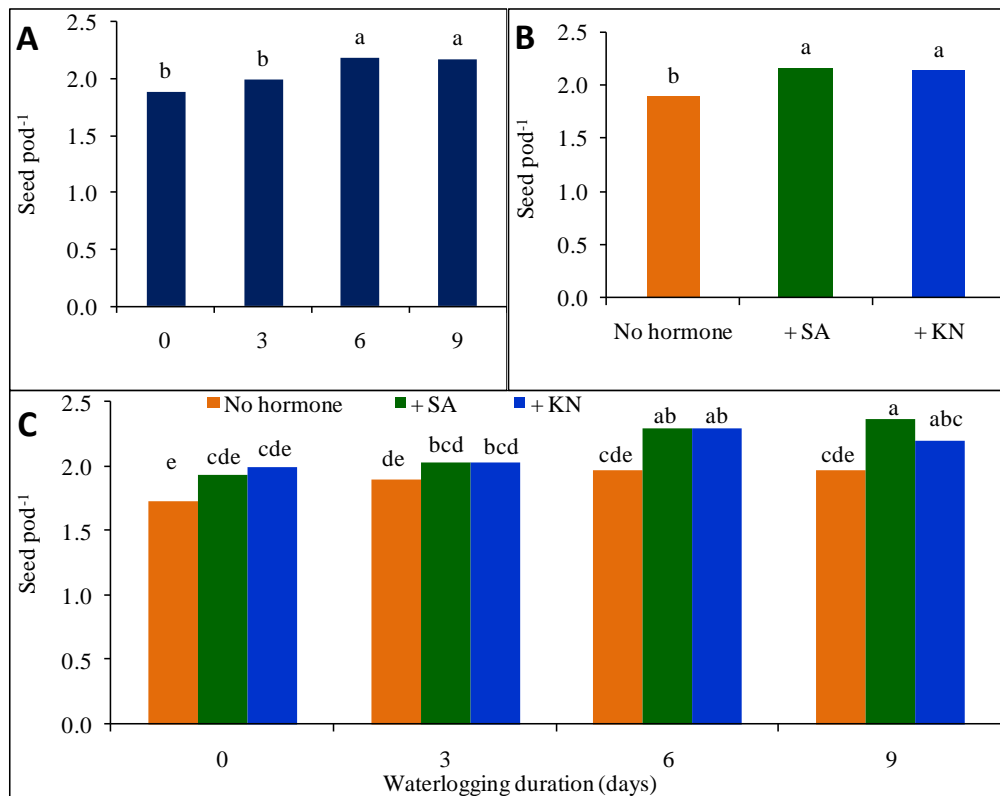 A
Seed pod-1
2.5
2.0
1.5
1.0
0.5
0.0
b b a a
0 3 6 9
B
Seed pod-1
2.5
2.0
1.5
1.0
0.5
0.0
b a a
No hormone + SA + KN
C
No hormone + SA + KN
Seed pod-1
2.5
2.0
1.5
1.0
0.5
0.0
e cde cde de bcd bcd cde ab ab cde a abc
0 3 6 9
Waterlogging duration (days)